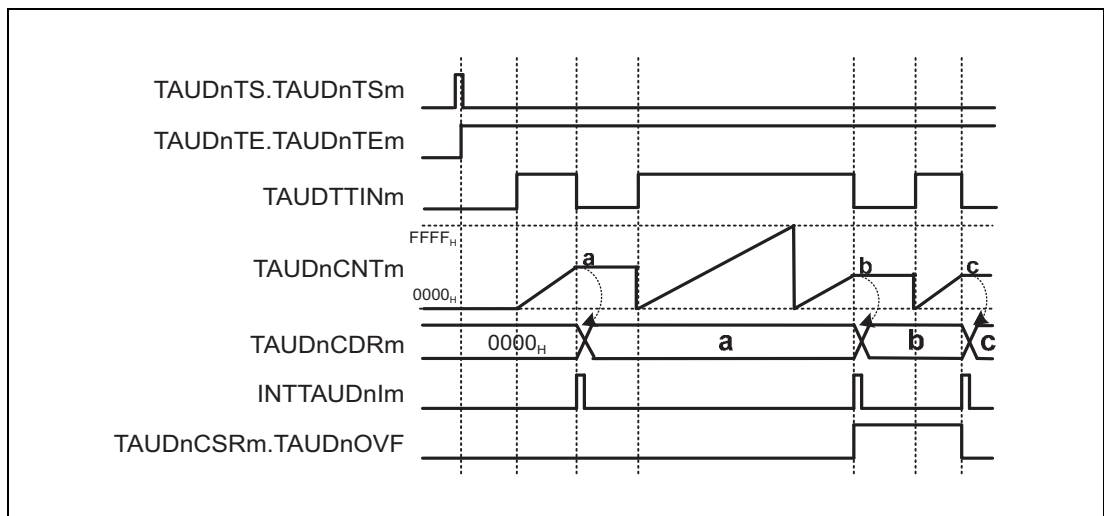 TAUDnTS.TAUDnTSm
TAUDnTE.TAUDnTEm
TAUDTTINm
FFFFH
TAUDnCNTm
a
b
c
0000H
TAUDnCDRm
0000H
a
b
c
INTTAUDnIm
TAUDnCSRm.TAUDnOVF